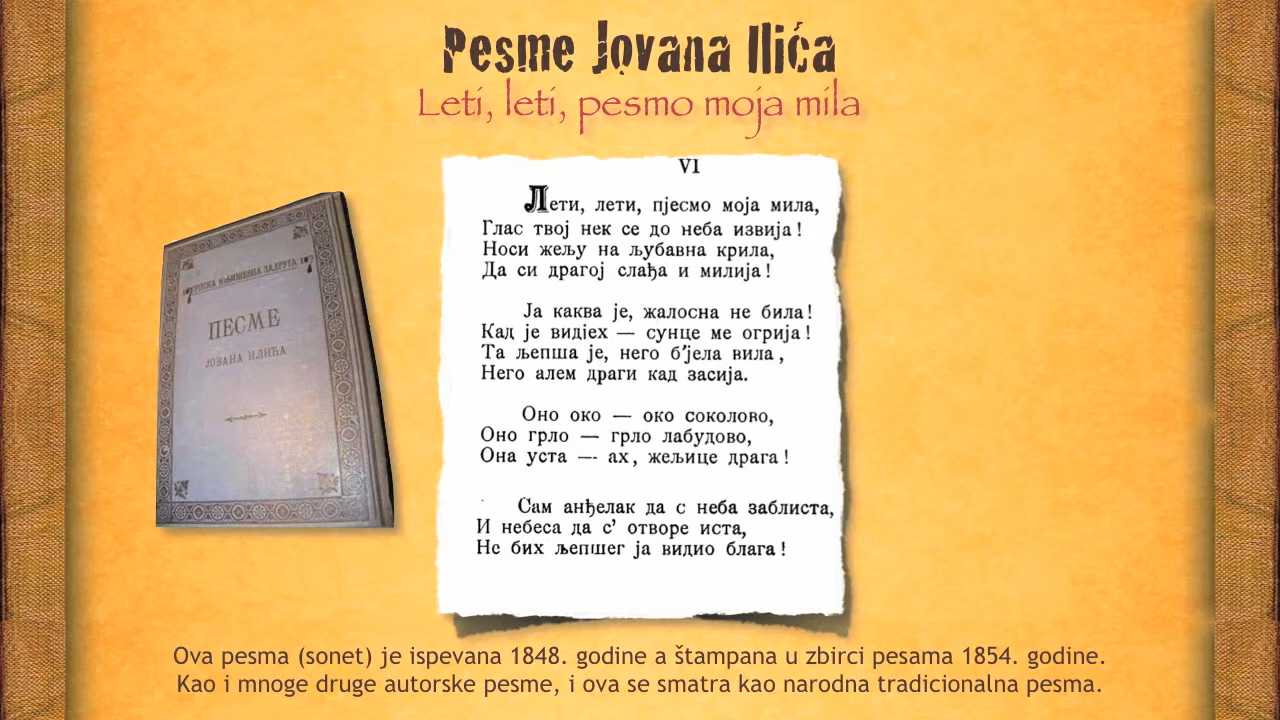 Pesme Jovana Ilića
Leti, leti, pesmo moja mila
СРПСКА КЊИЖЕВНА ЗАДРУГА 17
ПЕСМЕ
ЈОВАНА ИЛИЋА
VI
Лети, лети, пјесмо моја мила,
Глас твој нек се до неба извија!
Носи жељу на љубавна крила,
Да си драгој слађа и милија!
Ја каква је, жалосна не била!
Кад је видіех — сунце ме огрија!
Та љепша је, него б'јела вила,
Него алем драги кад засија.
Оно око — око соколово,
Оно грло — грло лабудово,
Она уста — ах, жељице драга!
Сам анђелак да с неба заблиста,
И небеса да с' отворе иста,
Не бих љепшег ја видио блага!
Ova pesma (sonet) je ispevana 1848. godine a štampana u zbirci pesama 1854. godine.
Kao i mnoge druge autorske pesme, i ova se smatra kao narodna tradicionalna pesma.